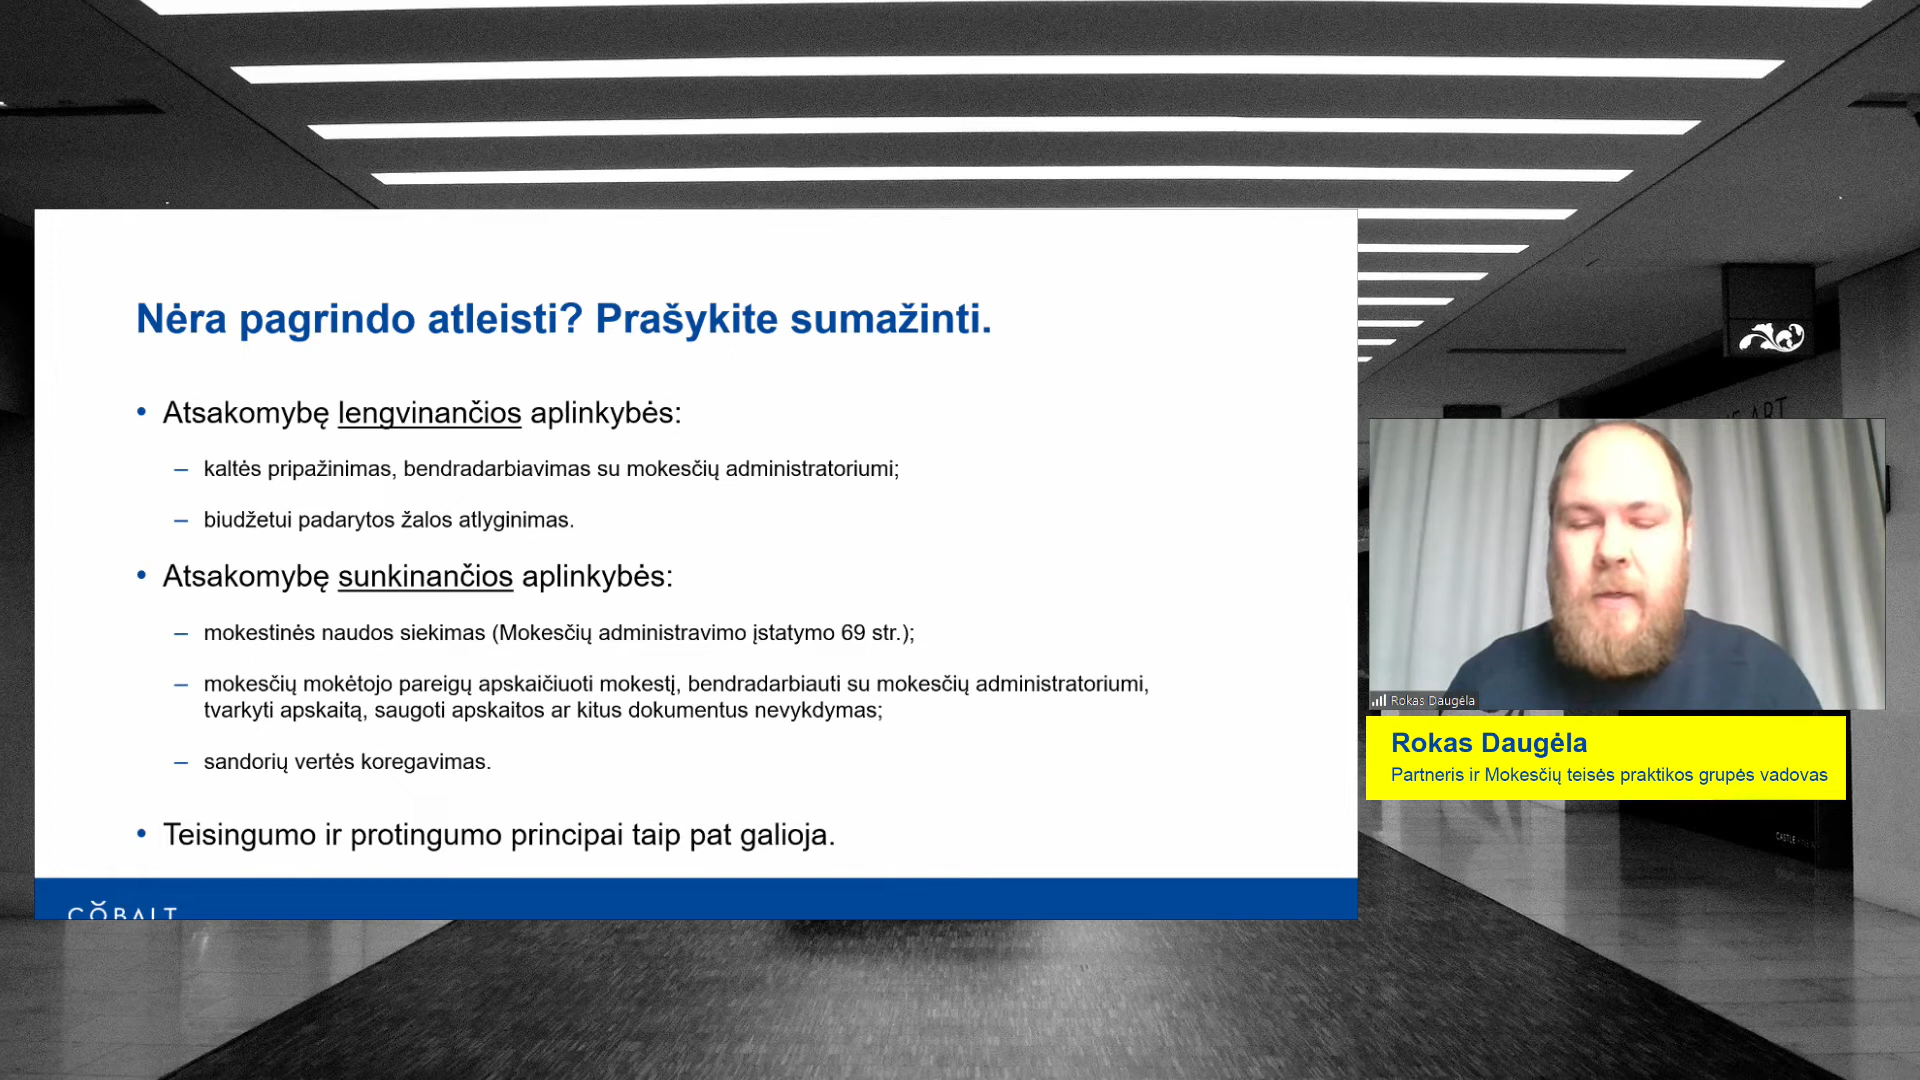 Nėra pagrindo atleisti? Prašykite sumažinti.
• Atsakomybę lengvinančios aplinkybės:
– kaltės pripažinimas, bendradarbiavimas su mokesčių administratoriumi;
– biudžetui padarytos žalos atlyginimas.
• Atsakomybę sunkinančios aplinkybės:
– mokestinės naudos siekimas (Mokesčių administravimo įstatymo 69 str.);
– mokesčių mokėtojo pareigų apskaičiuoti mokestį, bendradarbiauti su mokesčių administratoriumi,
tvarkyti apskaitą, saugoti apskaitos ar kitus dokumentus nevykdymas;
– sandorių vertės koregavimas.
• Teisingumo ir protingumo principai taip pat galioja.
COBALT
ART
Rokas Daugėla
Rokas Daugėla
Partneris ir Mokesčių teisės praktikos grupės vadovas
CASTLE